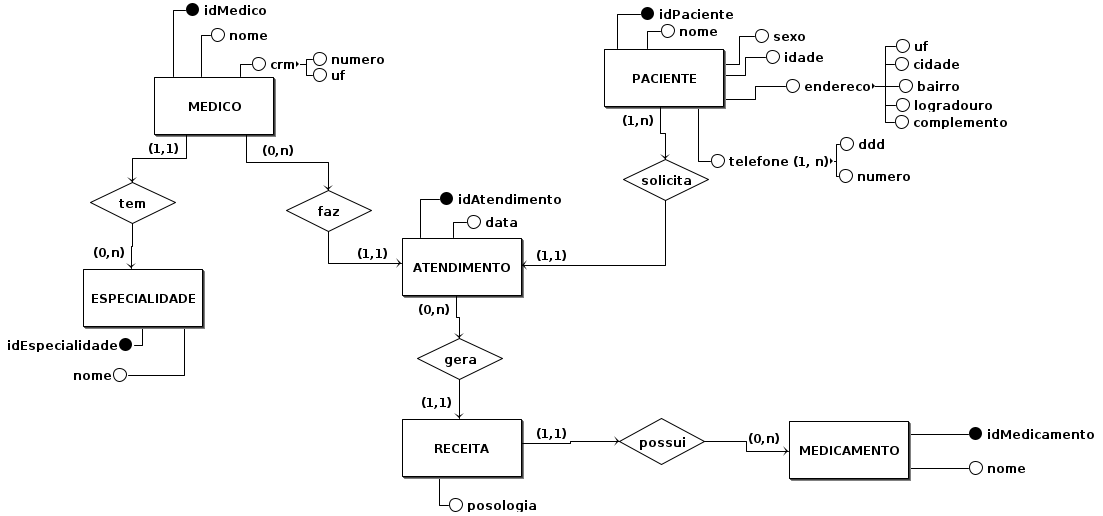 idMedico
nome
crm
numero
uf
MEDICO
(1,1)
(0,n)
tem
faz
(0,n)
(1,1)
ESPECIALIDADE
idEspecialidade
nome
idPaciente
nome
sexo
idade
endereco
uf
cidade
bairro
logradouro
complemento
PACIENTE
(1,n)
telefone (1, n)
ddd
numero
solicita
(1,1)
idAtendimento
data
ATENDIMENTO
(0,n)
gera
(1,1)
RECEITA
posologia
(1,1)
possui
(0,n)
MEDICAMENTO
idMedicamento
nome